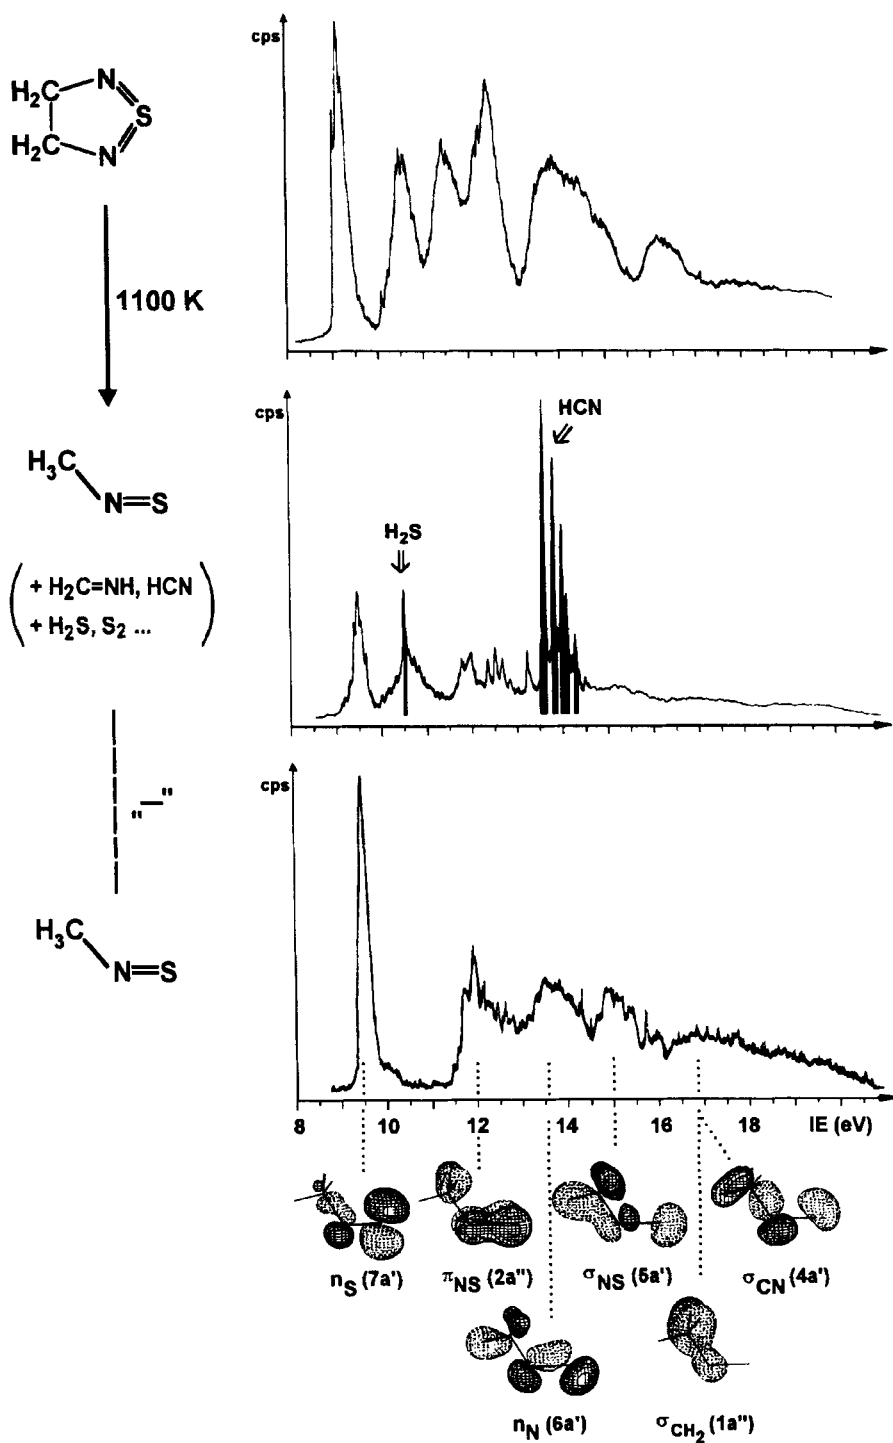 cps
H₂C
N
S
H₂C
N
1100 K
cps
HCN
H₃C
N=S
H₂S
( + H₂C=NH, HCN
+ H₂S, S₂ ... )
cps
"—"
H₃C
N=S
8 10 12 14 16 18 IE (eV)
nS (7a') πNS (2a") σNS (5a') σCN (4a')
nN (6a') σCH₂ (1a")